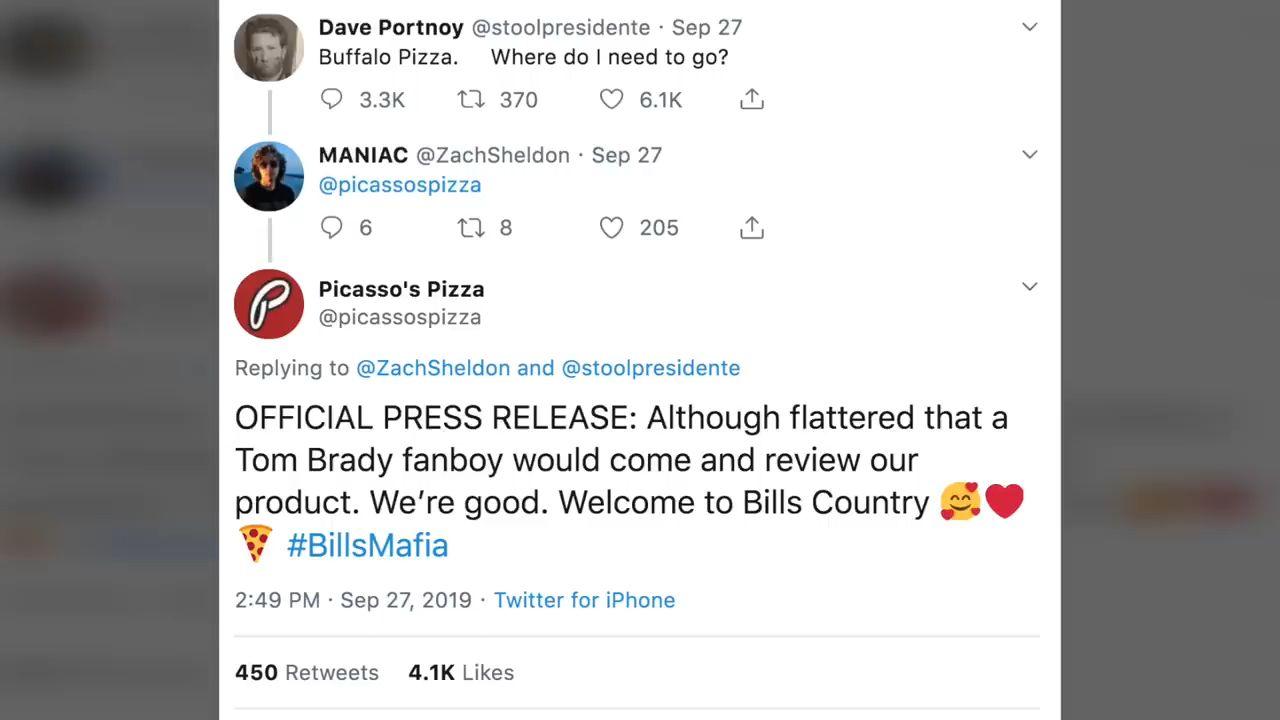 Dave Portnoy @stoolpresidente · Sep 27
Buffalo Pizza. Where do I need to go?
3.3K 370 6.1K
MANIAC @ZachSheldon · Sep 27
@picassospizza
6 8 205
Picasso's Pizza
@picassospizza
Replying to @ZachSheldon and @stoolpresidente
OFFICIAL PRESS RELEASE: Although flattered that a
Tom Brady fanboy would come and review our
product. We’re good. Welcome to Bills Country 🥰❤️
🍕 #BillsMafia
2:49 PM · Sep 27, 2019 · Twitter for iPhone
450 Retweets 4.1K Likes